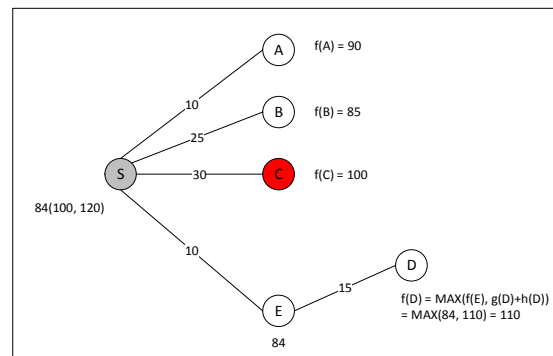 A
f(A) = 90
10
B
f(B) = 85
25
S
30
C
f(C) = 100
84(100, 120)
10
D
15
E
f(D) = MAX(f(E), g(D)+h(D))
= MAX(84, 110) = 110
84